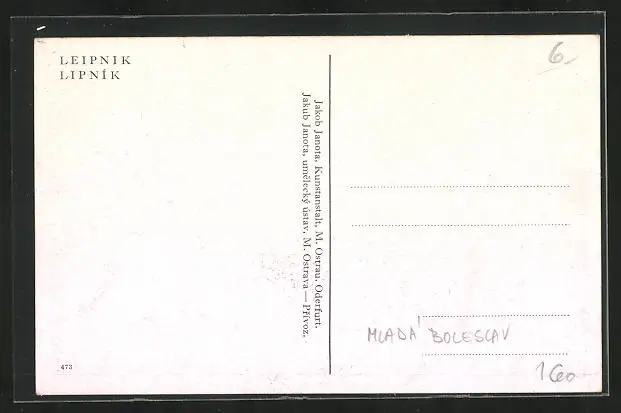 LEIPNIK
LIPNÍK
Jakob Janota, Kunstanstalt, M. Ostrau, Oderfurt.
Jakub Janota, umělecký ústav, M. Ostrava — Přívoz.
6.-
MLADÁ BOLESLAV
160
473